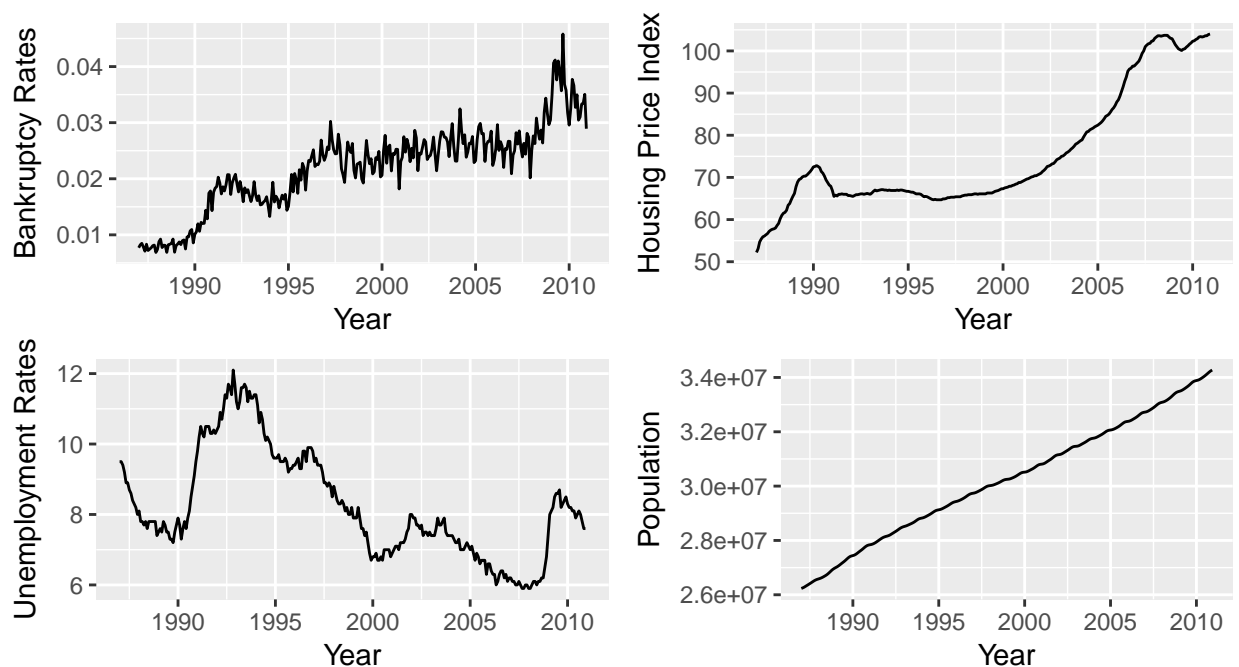 Bankruptcy Rates
0.04
0.03
0.02
0.01
1990 1995 2000 2005 2010
Year
Housing Price Index
100
90
80
70
60
50
1990 1995 2000 2005 2010
Year
Unemployment Rates
12
10
8
6
1990 1995 2000 2005 2010
Year
Population
3.4e+07
3.2e+07
3.0e+07
2.8e+07
2.6e+07
1990 1995 2000 2005 2010
Year